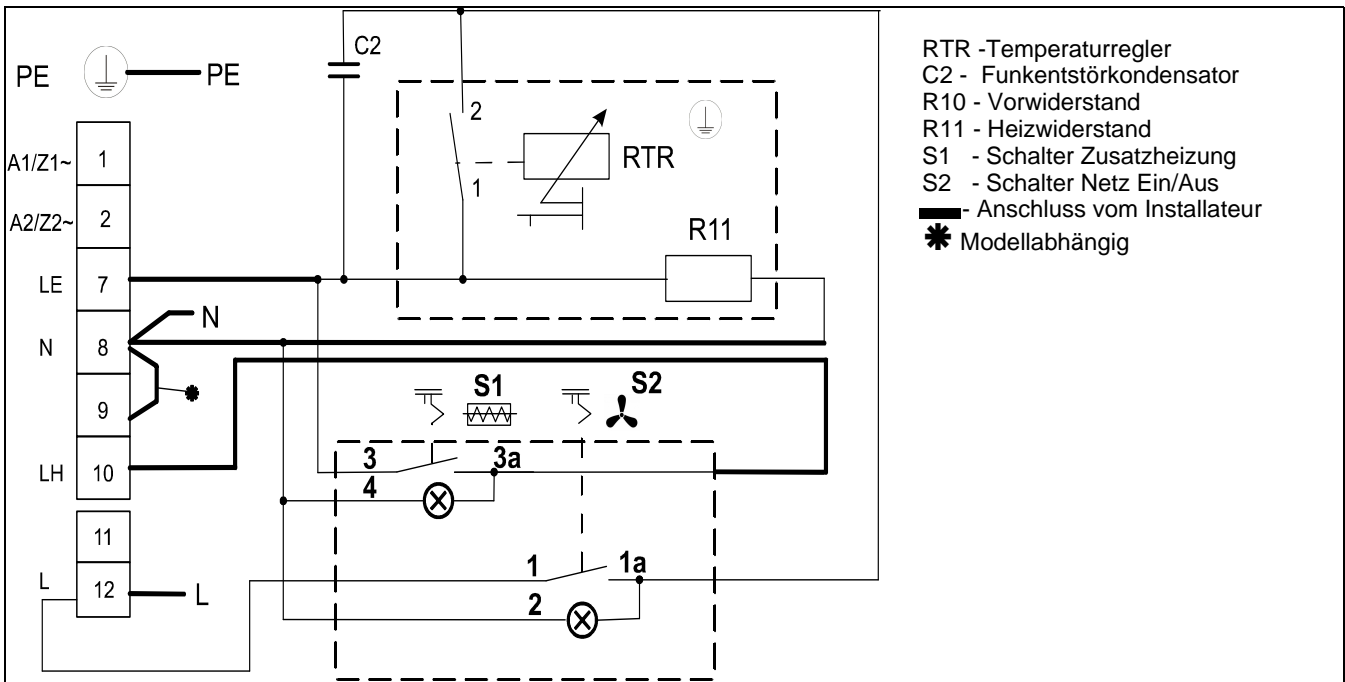 PE
PE
A1/Z1~ 1
A2/Z2~ 2
LE 7
N 8
9
LH 10
11
L 12
N
L
C2
2
1
RTR
R11
S1
S2
3 3a
4
1 1a
2
RTR -Temperaturregler
C2 - Funkentstörkondensator
R10 - Vorwiderstand
R11 - Heizwiderstand
S1 - Schalter Zusatzheizung
S2 - Schalter Netz Ein/Aus
- Anschluss vom Installateur
Modellabhängig